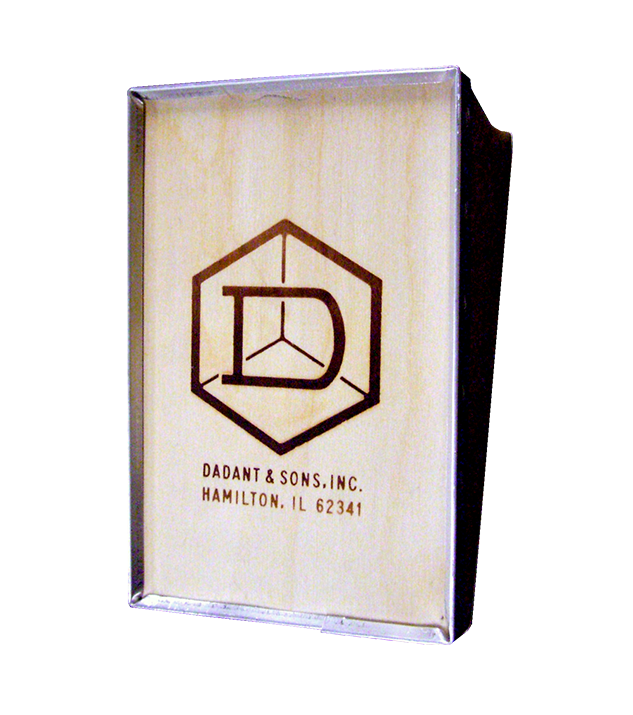 D
DADANT & SONS, INC.
HAMILTON, IL 62341